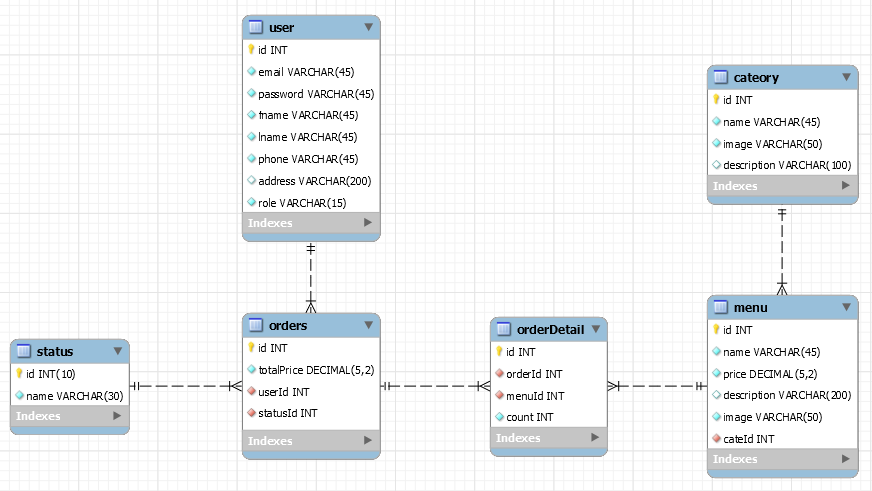 user
id INT
email VARCHAR(45)
password VARCHAR(45)
fname VARCHAR(45)
lname VARCHAR(45)
phone VARCHAR(45)
address VARCHAR(200)
role VARCHAR(15)
Indexes
cateory
id INT
name VARCHAR(45)
image VARCHAR(50)
description VARCHAR(100)
Indexes
status
id INT(10)
name VARCHAR(30)
Indexes
orders
id INT
totalPrice DECIMAL(5,2)
userId INT
statusId INT
Indexes
orderDetail
id INT
orderId INT
menuId INT
count INT
Indexes
menu
id INT
name VARCHAR(45)
price DECIMAL(5,2)
description VARCHAR(200)
image VARCHAR(50)
cateId INT
Indexes